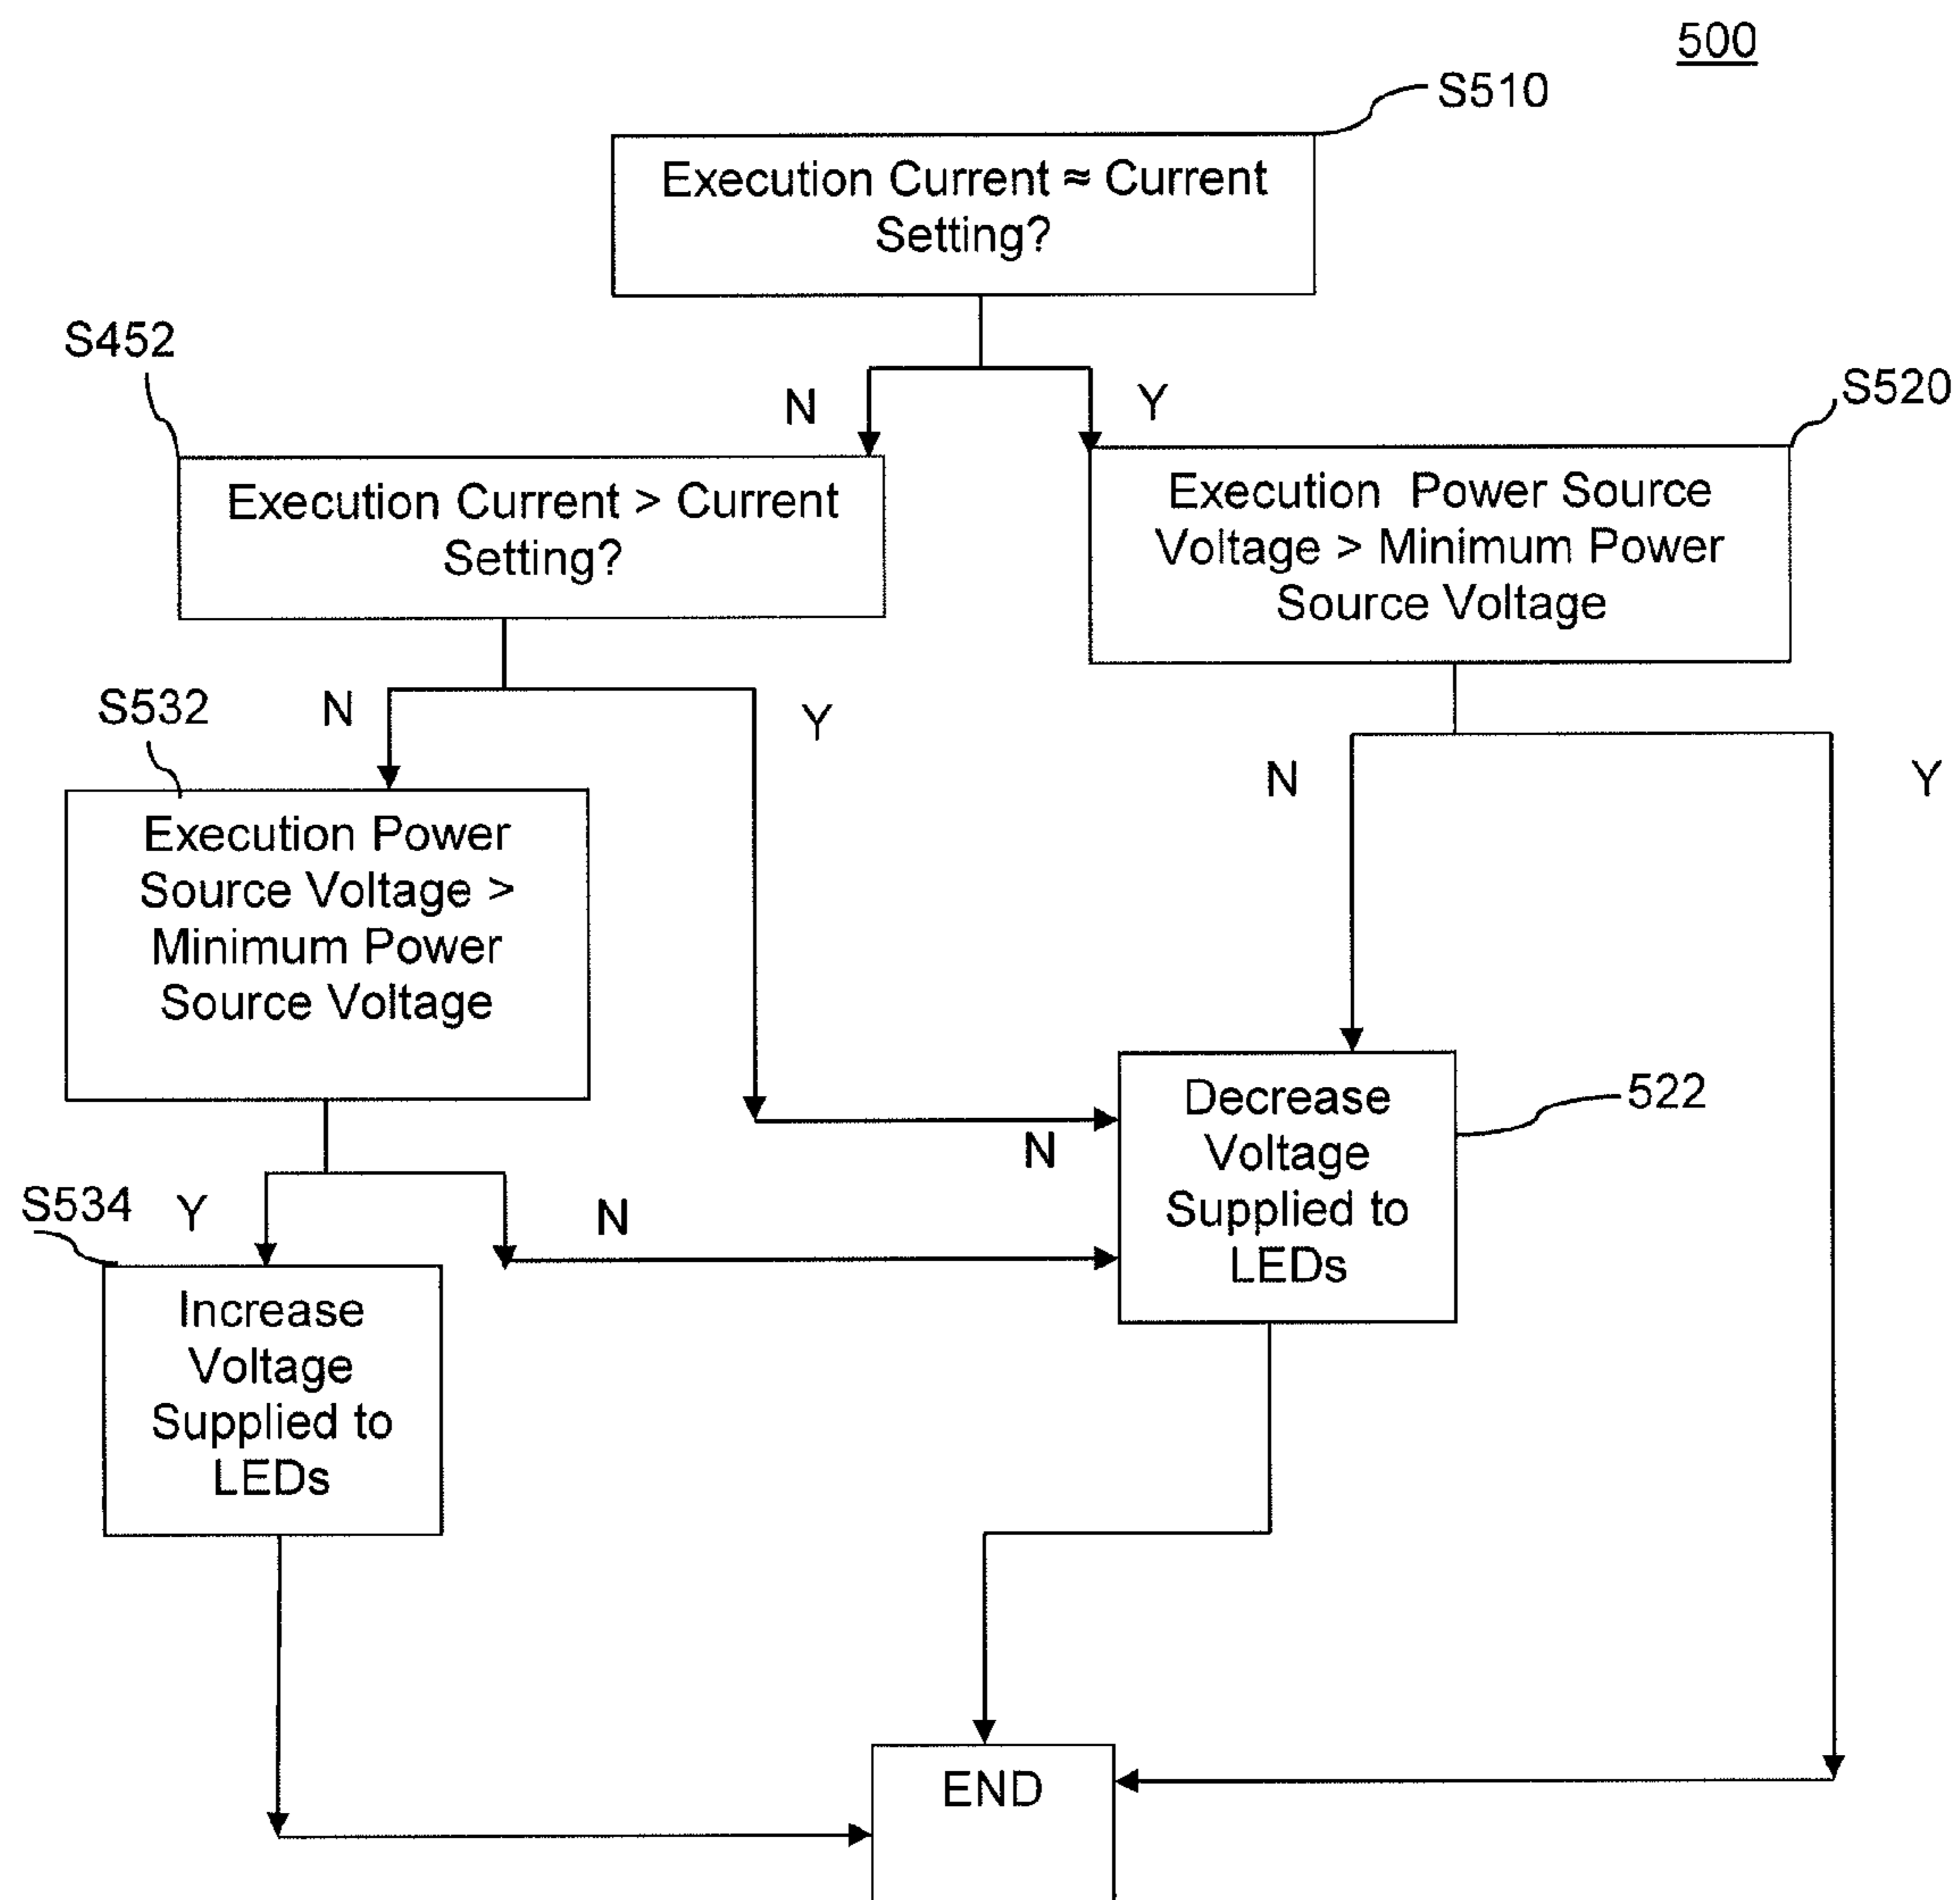 500
S510
Execution Current ≈ Current
Setting?
S452
N
Y
S520
Execution Current > Current
Setting?
Execution Power Source
Voltage > Minimum Power
Source Voltage
S532
N
Y
N
Y
Execution Power
Source Voltage >
Minimum Power
Source Voltage
Decrease
Voltage
Supplied to
LEDs
522
N
S534
Y
N
Increase
Voltage
Supplied to
LEDs
END